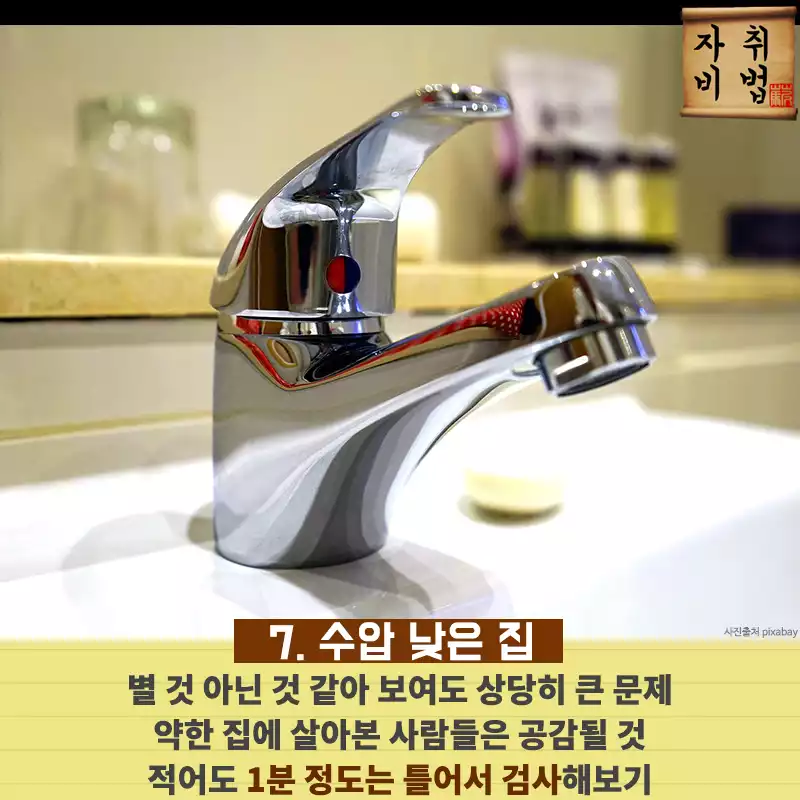 자취
비법
사진출처 pixabay
7. 수압 낮은 집
별 것 아닌 것 같아 보여도 상당히 큰 문제
약한 집에 살아본 사람들은 공감될 것
적어도 1분 정도는 틀어서 검사해보기